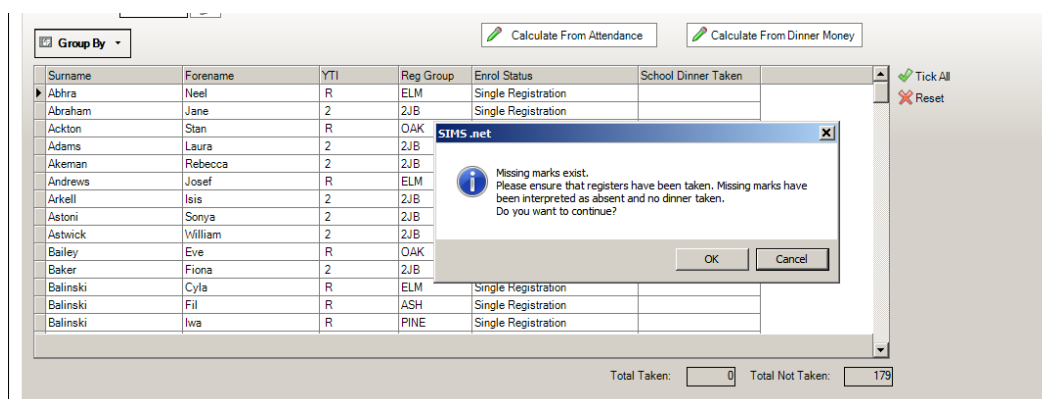 Group By
Calculate From Attendance
Calculate From Dinner Money
Surname Forename YTI Reg Group Enrol Status School Dinner Taken
Abhra Neel R ELM Single Registration
Abraham Jane 2 2JB Single Registration
Ackton Stan R OAK
Adams Laura 2 2JB
Akeman Rebecca 2 2JB
Andrews Josef R ELM
Arkell Isis 2 2JB
Astoni Sonya 2 2JB
Astwick William 2 2JB
Bailey Eve R OAK
Baker Fiona 2 2JB
Balinski Cyla R ELM Single Registration
Balinski Fil R ASH Single Registration
Balinski Iwa R PINE Single Registration
Tick All
Reset
SIMS .net
Missing marks exist.
Please ensure that registers have been taken. Missing marks have
been interpreted as absent and no dinner taken.
Do you want to continue?
OK Cancel
Total Taken: 0 Total Not Taken: 179